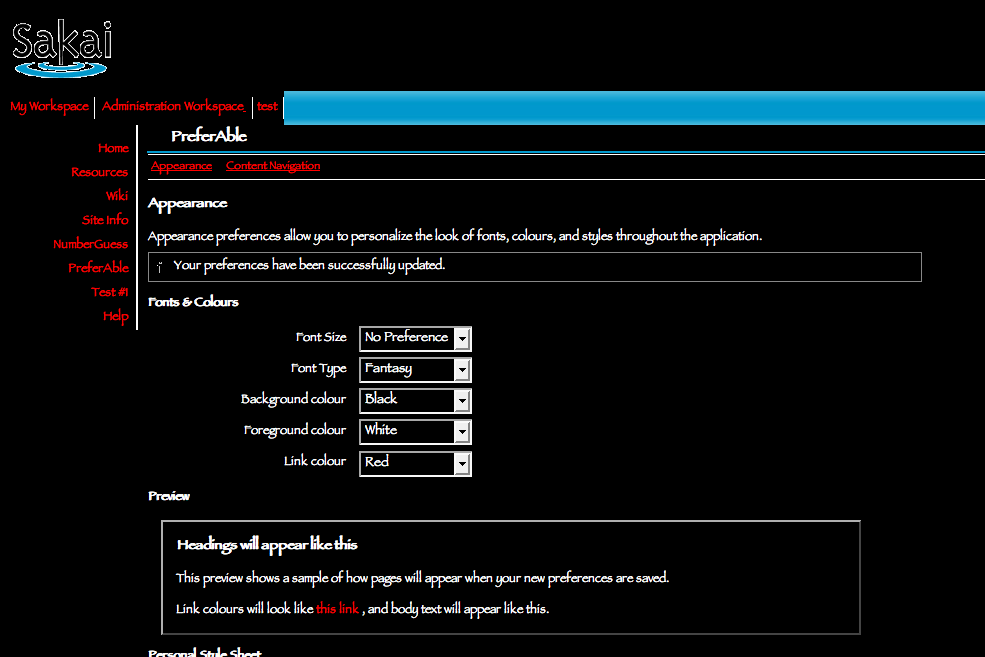 Sakai
My Workspace Administration Workspace test
PreferAble
Home
Resources
Wiki
Site Info
NumberGuess
PreferAble
Test #1
Help
Appearance Content Navigation
Appearance
Appearance preferences allow you to personalize the look of fonts, colours, and styles throughout the application.
i Your preferences have been successfully updated.
Fonts & Colours
Font Size No Preference
Font Type Fantasy
Background colour Black
Foreground colour White
Link colour Red
Preview
Headings will appear like this
This preview shows a sample of how pages will appear when your new preferences are saved.
Link colours will look like this link , and body text will appear like this.
Personal Style Sheet